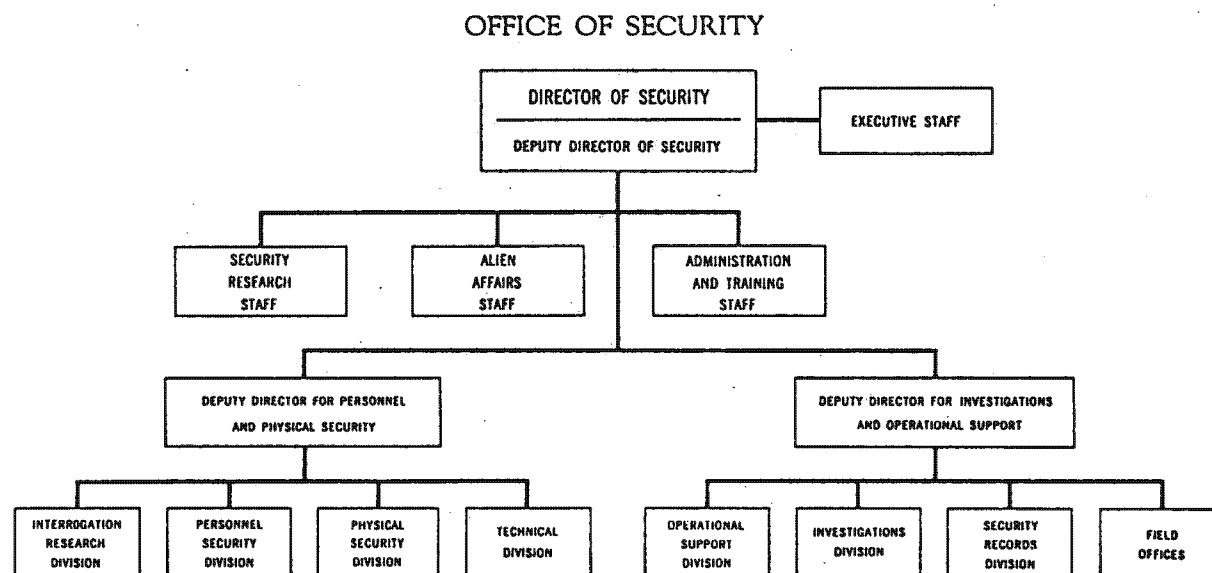 OFFICE OF SECURITY
DIRECTOR OF SECURITY
DEPUTY DIRECTOR OF SECURITY
EXECUTIVE STAFF
SECURITY
RESEARCH
STAFF
ALIEN
AFFAIRS
STAFF
ADMINISTRATION
AND TRAINING
STAFF
DEPUTY DIRECTOR FOR PERSONNEL
AND PHYSICAL SECURITY
DEPUTY DIRECTOR FOR INVESTIGATIONS
AND OPERATIONAL SUPPORT
INTERROGATION
RESEARCH
DIVISION
PERSONNEL
SECURITY
DIVISION
PHYSICAL
SECURITY
DIVISION
TECHNICAL
DIVISION
OPERATIONAL
SUPPORT
DIVISION
INVESTIGATIONS
DIVISION
SECURITY
RECORDS
DIVISION
FIELD
OFFICES